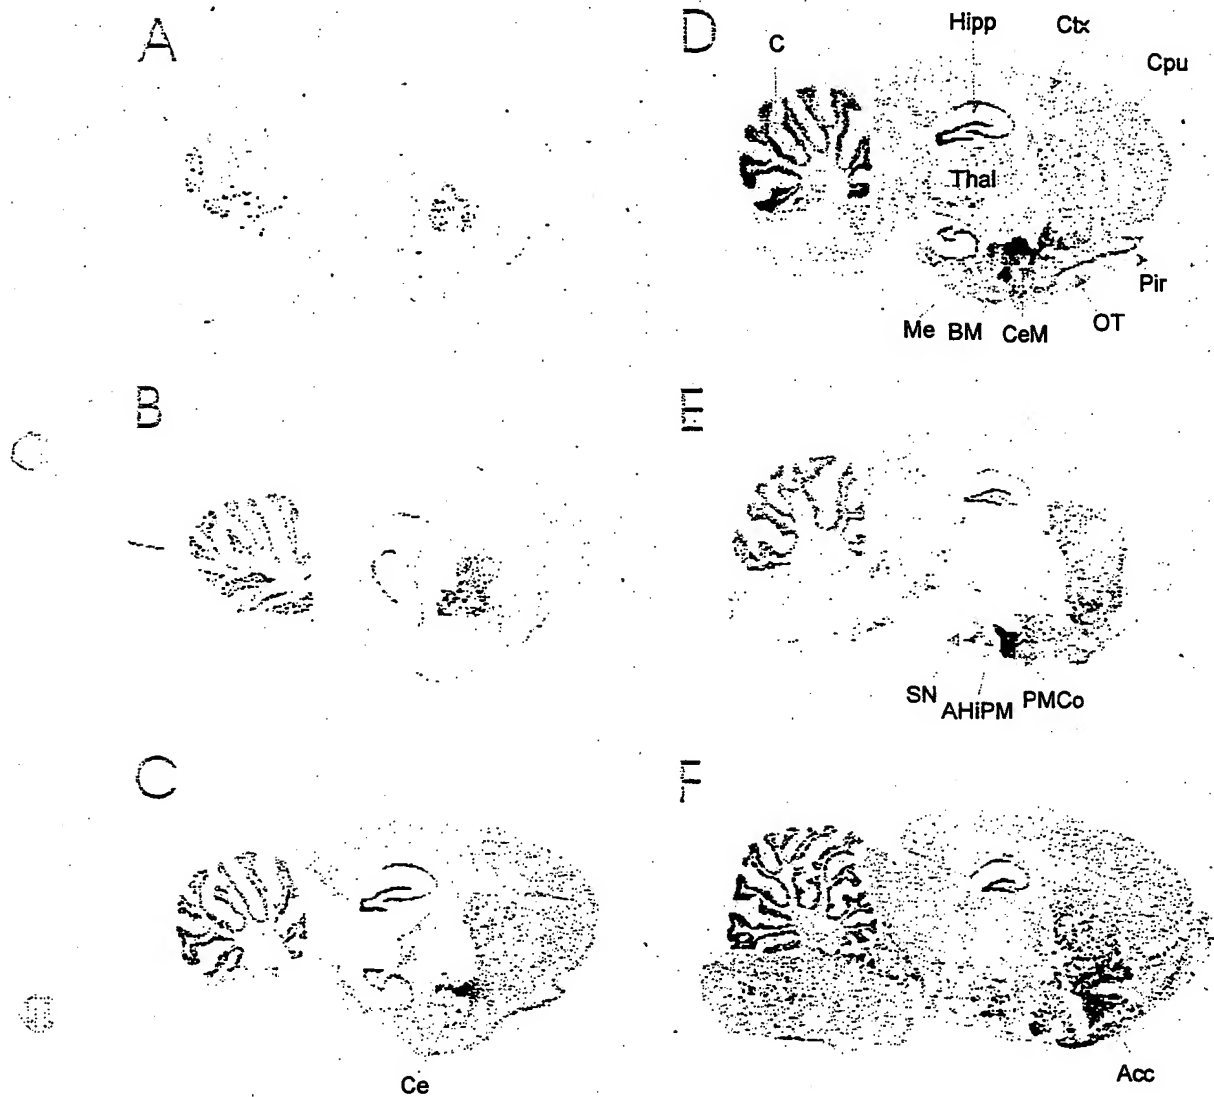 A
D
Hipp
Ctx
C
Cpu
Thal
Pir
Me BM CeM OT
B
E
SN AHiPM PMCo
C
F
Ce
Acc